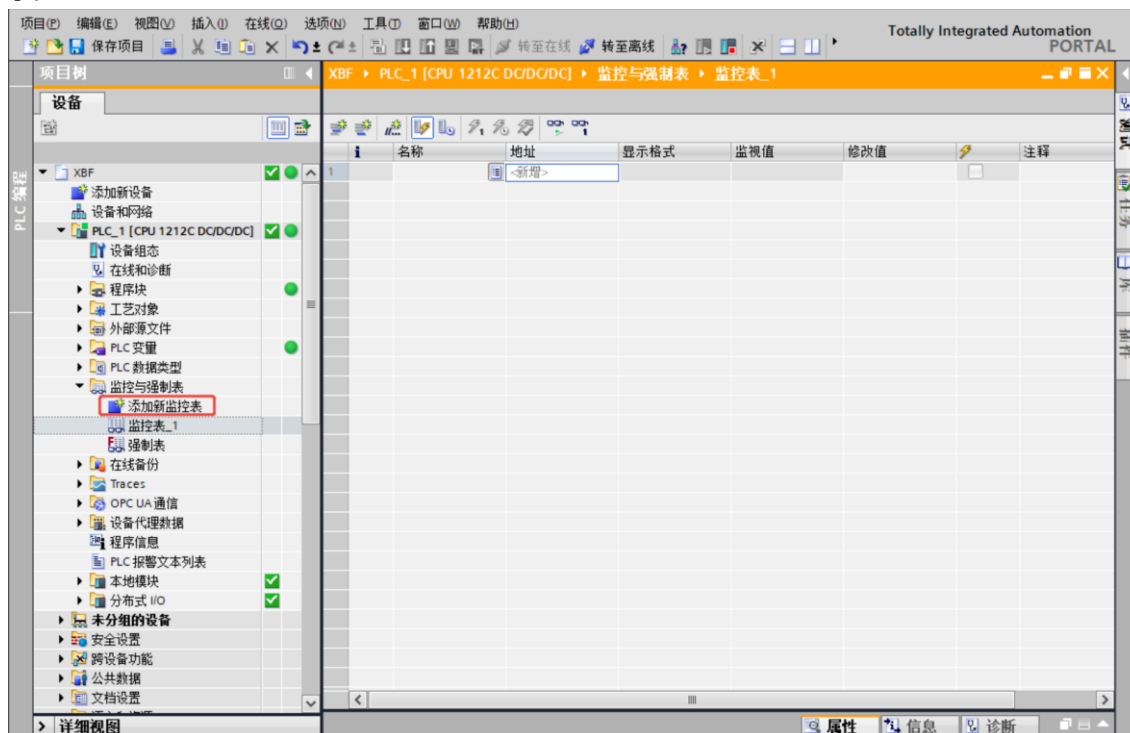 项目(P) 编辑(E) 视图(V) 插入(I) 在线(O) 选项(N) 工具(T) 窗口(W) 帮助(H)
Totally Integrated Automation
PORTAL
保存项目 转至在线 转至离线
项目树
XBF PLC_1 [CPU 1212C DC/DC/DC] 监控与强制表 监控表_1
设备
i 名称 地址 显示格式 监视值 修改值 注释
1 <新增>
PLC 编程
XBF
添加新设备
设备和网络
PLC_1 [CPU 1212C DC/DC/DC]
设备组态
在线和诊断
程序块
工艺对象
外部源文件
PLC 变量
PLC 数据类型
监控与强制表
添加新监控表
监控表_1
强制表
在线备份
Traces
OPC UA 通信
设备代理数据
程序信息
PLC 报警文本列表
本地模块
分布式 I/O
未分组的设备
安全设置
跨设备功能
公共数据
文档设置
详细视图
属性 信息 诊断
任务
库
插件